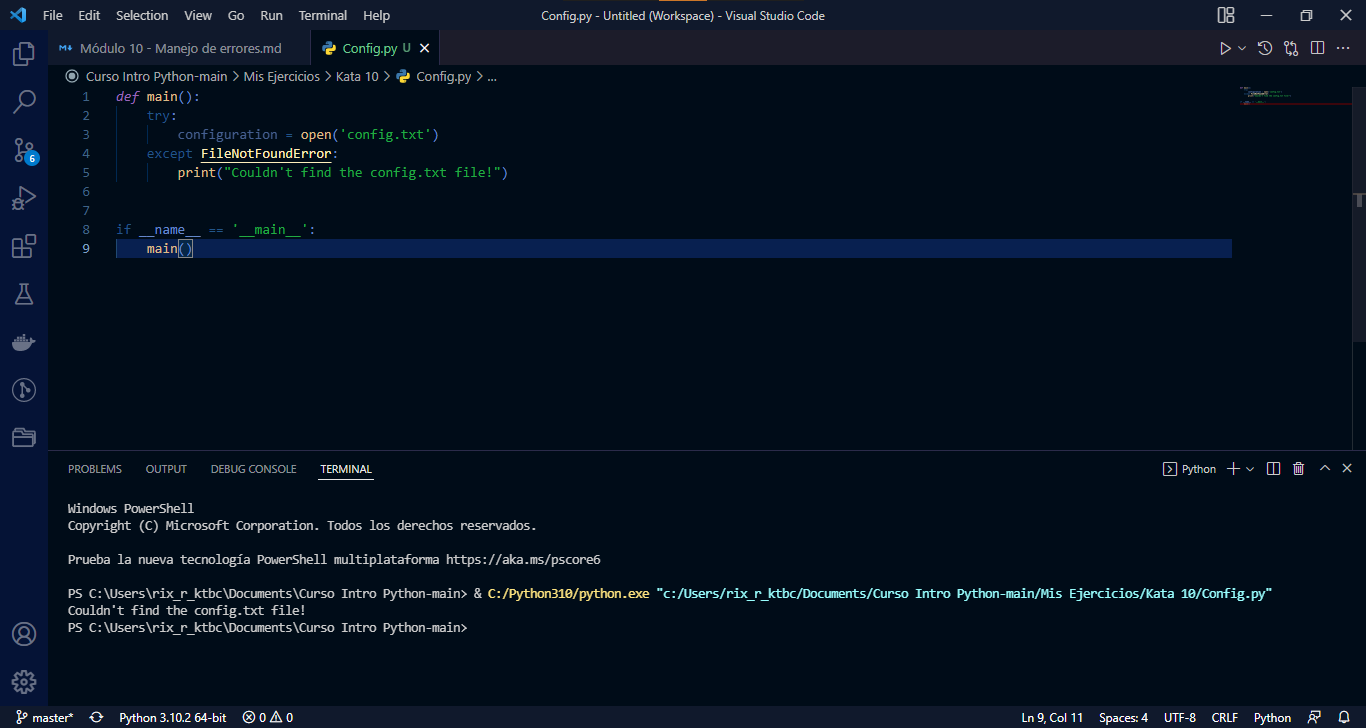 File Edit Selection View Go Run Terminal Help Config.py - Untitled (Workspace) - Visual Studio Code
Módulo 10 - Manejo de errores.md Config.py U
Curso Intro Python-main > Mis Ejercicios > Kata 10 > Config.py > ...
1 def main():
2 try:
3 configuration = open('config.txt')
4 except FileNotFoundError:
5 print("Couldn't find the config.txt file!")
6
7
8 if __name__ == '__main__':
9 main()
6
PROBLEMS OUTPUT DEBUG CONSOLE TERMINAL Python
Windows PowerShell
Copyright (C) Microsoft Corporation. Todos los derechos reservados.
Prueba la nueva tecnología PowerShell multiplataforma https://aka.ms/pscore6
PS C:\Users\rix_r_ktbc\Documents\Curso Intro Python-main> & C:/Python310/python.exe "c:/Users/rix_r_ktbc/Documents/Curso Intro Python-main/Mis Ejercicios/Kata 10/Config.py"
Couldn't find the config.txt file!
PS C:\Users\rix_r_ktbc\Documents\Curso Intro Python-main>
master* Python 3.10.2 64-bit 0 0 Ln 9, Col 11 Spaces: 4 UTF-8 CRLF Python